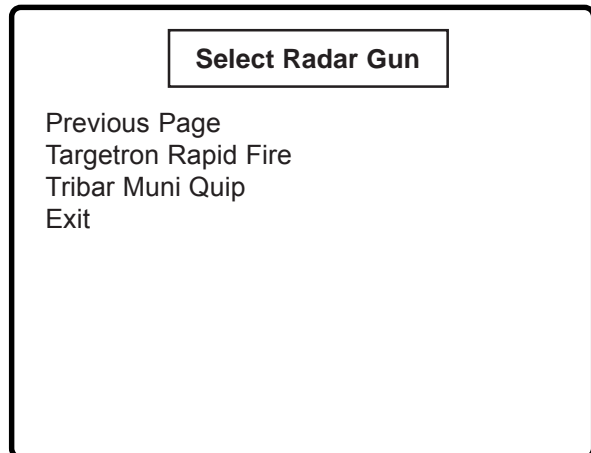 Select Radar Gun
Previous Page
Targetron Rapid Fire
Tribar Muni Quip
Exit